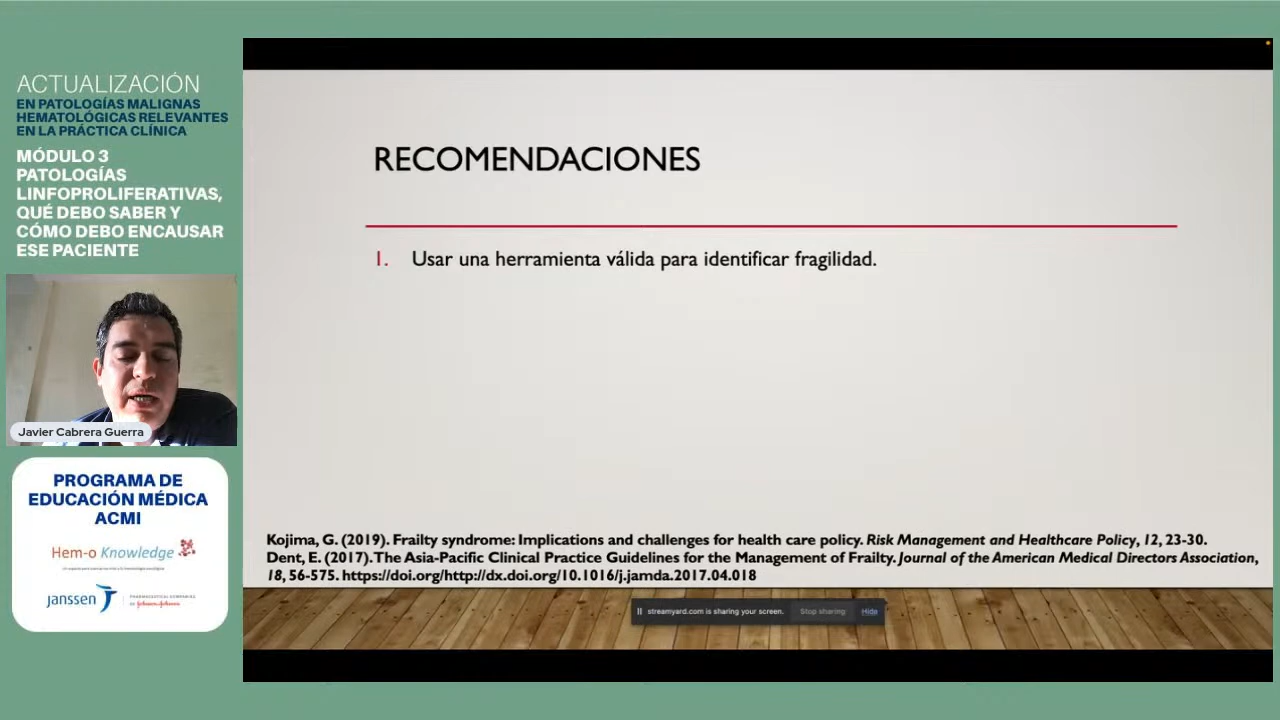 ACTUALIZACIÓN
EN PATOLOGÍAS MALIGNAS
HEMATOLÓGICAS RELEVANTES
EN LA PRÁCTICA CLÍNICA
MÓDULO 3
PATOLOGÍAS
LINFOPROLIFERATIVAS,
QUÉ DEBO SABER Y
CÓMO DEBO ENCAUSAR
ESE PACIENTE
Javier Cabrera Guerra
PROGRAMA DE
EDUCACIÓN MÉDICA
ACMI
Hem-o Knowledge
janssen
PHARMACEUTICAL COMPANIES
OF Johnson & Johnson
RECOMENDACIONES
1. Usar una herramienta válida para identificar fragilidad.
Kojima, G. (2019). Frailty syndrome: Implications and challenges for health care policy. Risk Management and Healthcare Policy, 12, 23-30.
Dent, E. (2017). The Asia-Pacific Clinical Practice Guidelines for the Management of Frailty. Journal of the American Medical Directors Association,
18, 56-575. https://doi.org/http://dx.doi.org/10.1016/j.jamda.2017.04.018
streamyard.com is sharing your screen. Stop sharing Hide